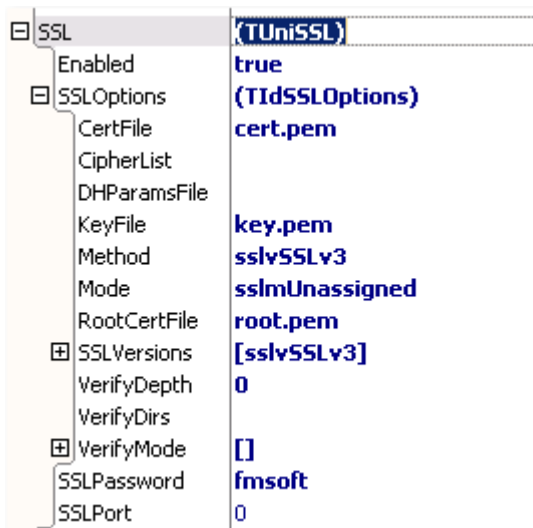 SSL (TUniSSL)
Enabled true
SSLOptions (TIdSSLOptions)
CertFile cert.pem
CipherList
DHParamsFile
KeyFile key.pem
Method sslvSSLv3
Mode sslmUnassigned
RootCertFile root.pem
SSLVersions [sslvSSLv3]
VerifyDepth 0
VerifyDirs
VerifyMode []
SSLPassword fmsoft
SSLPort 0